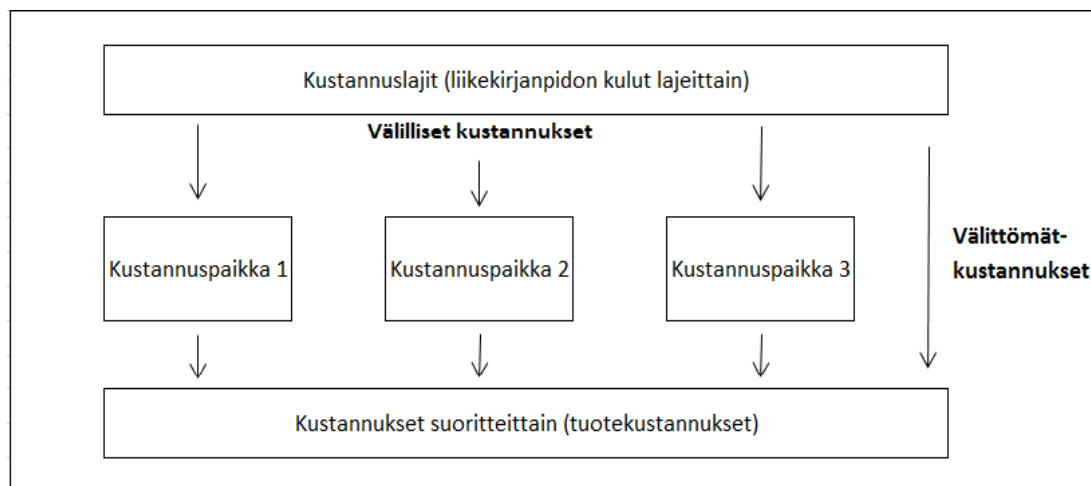 Kustannuslajit (liikekirjanpidon kulut lajeittain)
Välilliset kustannukset
Kustannuspaikka 1
Kustannuspaikka 2
Kustannuspaikka 3
Välittömät-
kustannukset
Kustannukset suoritteittain (tuotekustannukset)